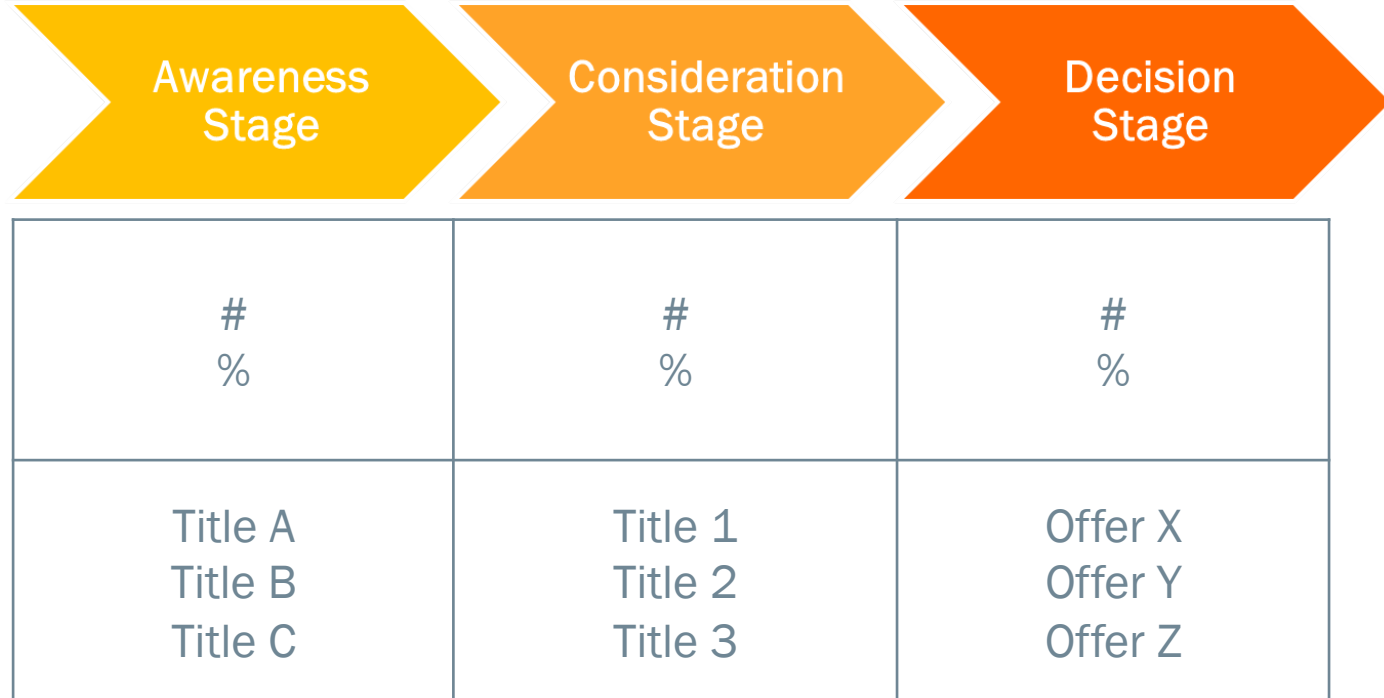 Awareness
Stage
Consideration
Stage
Decision
Stage
#
%
#
%
#
%
Title A
Title B
Title C
Title 1
Title 2
Title 3
Offer X
Offer Y
Offer Z